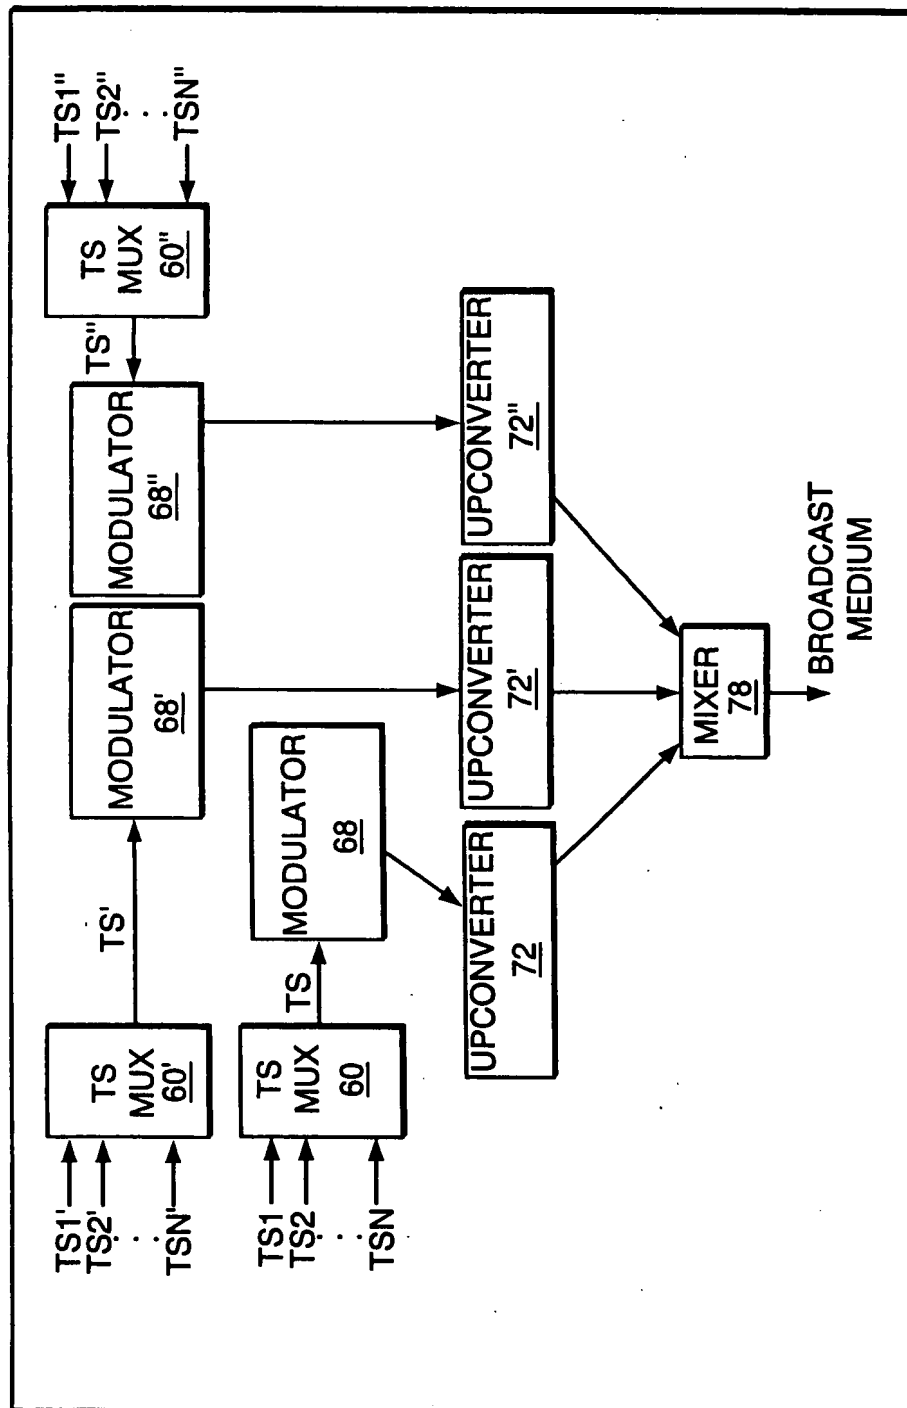 TS1'
TS2'
. . .
TSN'
TS
MUX
60'
TS'
MODULATOR
68'
MODULATOR
68"
TS"
TS
MUX
60"
TS1"
TS2"
. . .
TSN"
TS1
TS2
. . .
TSN
TS
MUX
60
TS
MODULATOR
68
UPCONVERTER
72
UPCONVERTER
72'
UPCONVERTER
72"
MIXER
78
BROADCAST
MEDIUM